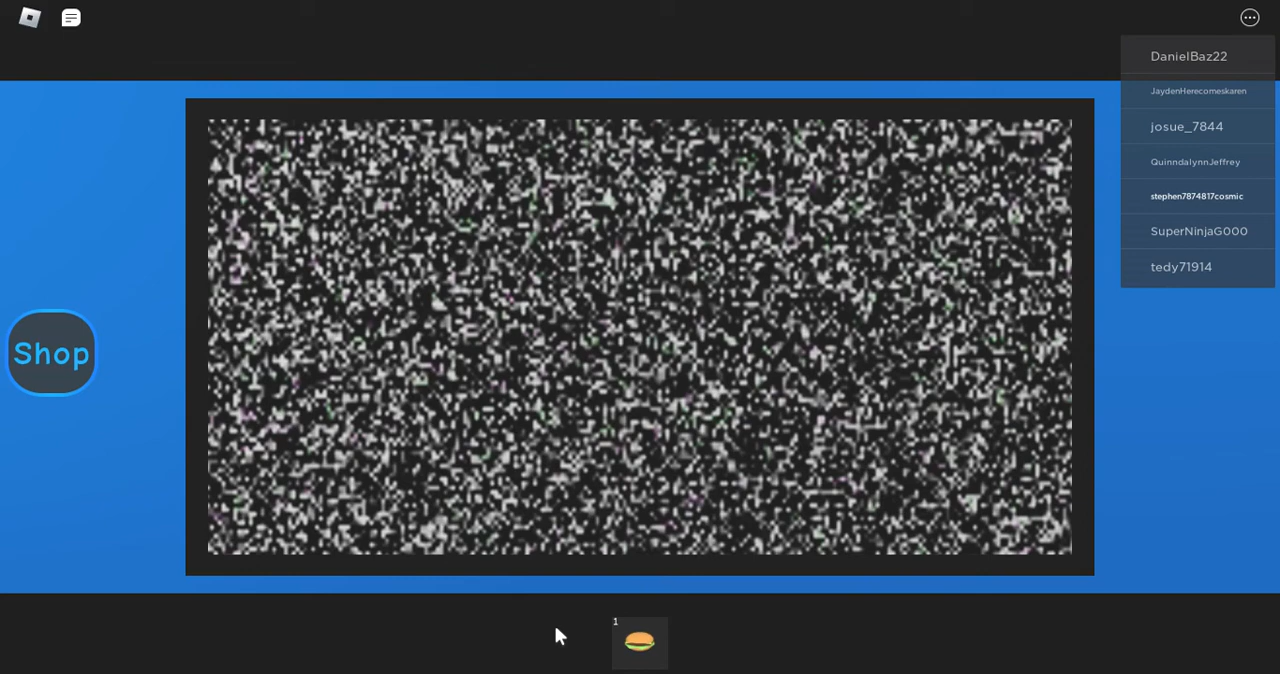 DanielBaz22
JaydenHerecomeskaren
josue_7844
QuinndalynnJeffrey
stephen7874817cosmic
SuperNinjaG000
tedy71914
Shop
1